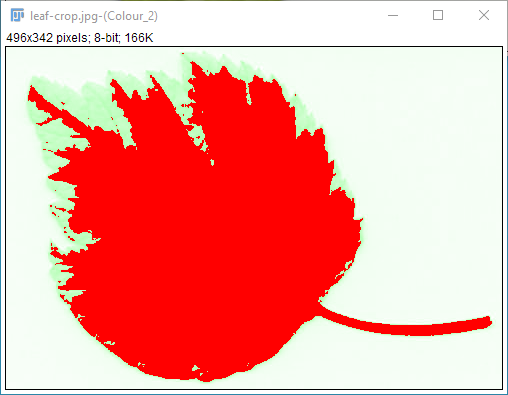 leaf-crop.jpg-(Colour_2)
496x342 pixels; 8-bit; 166K